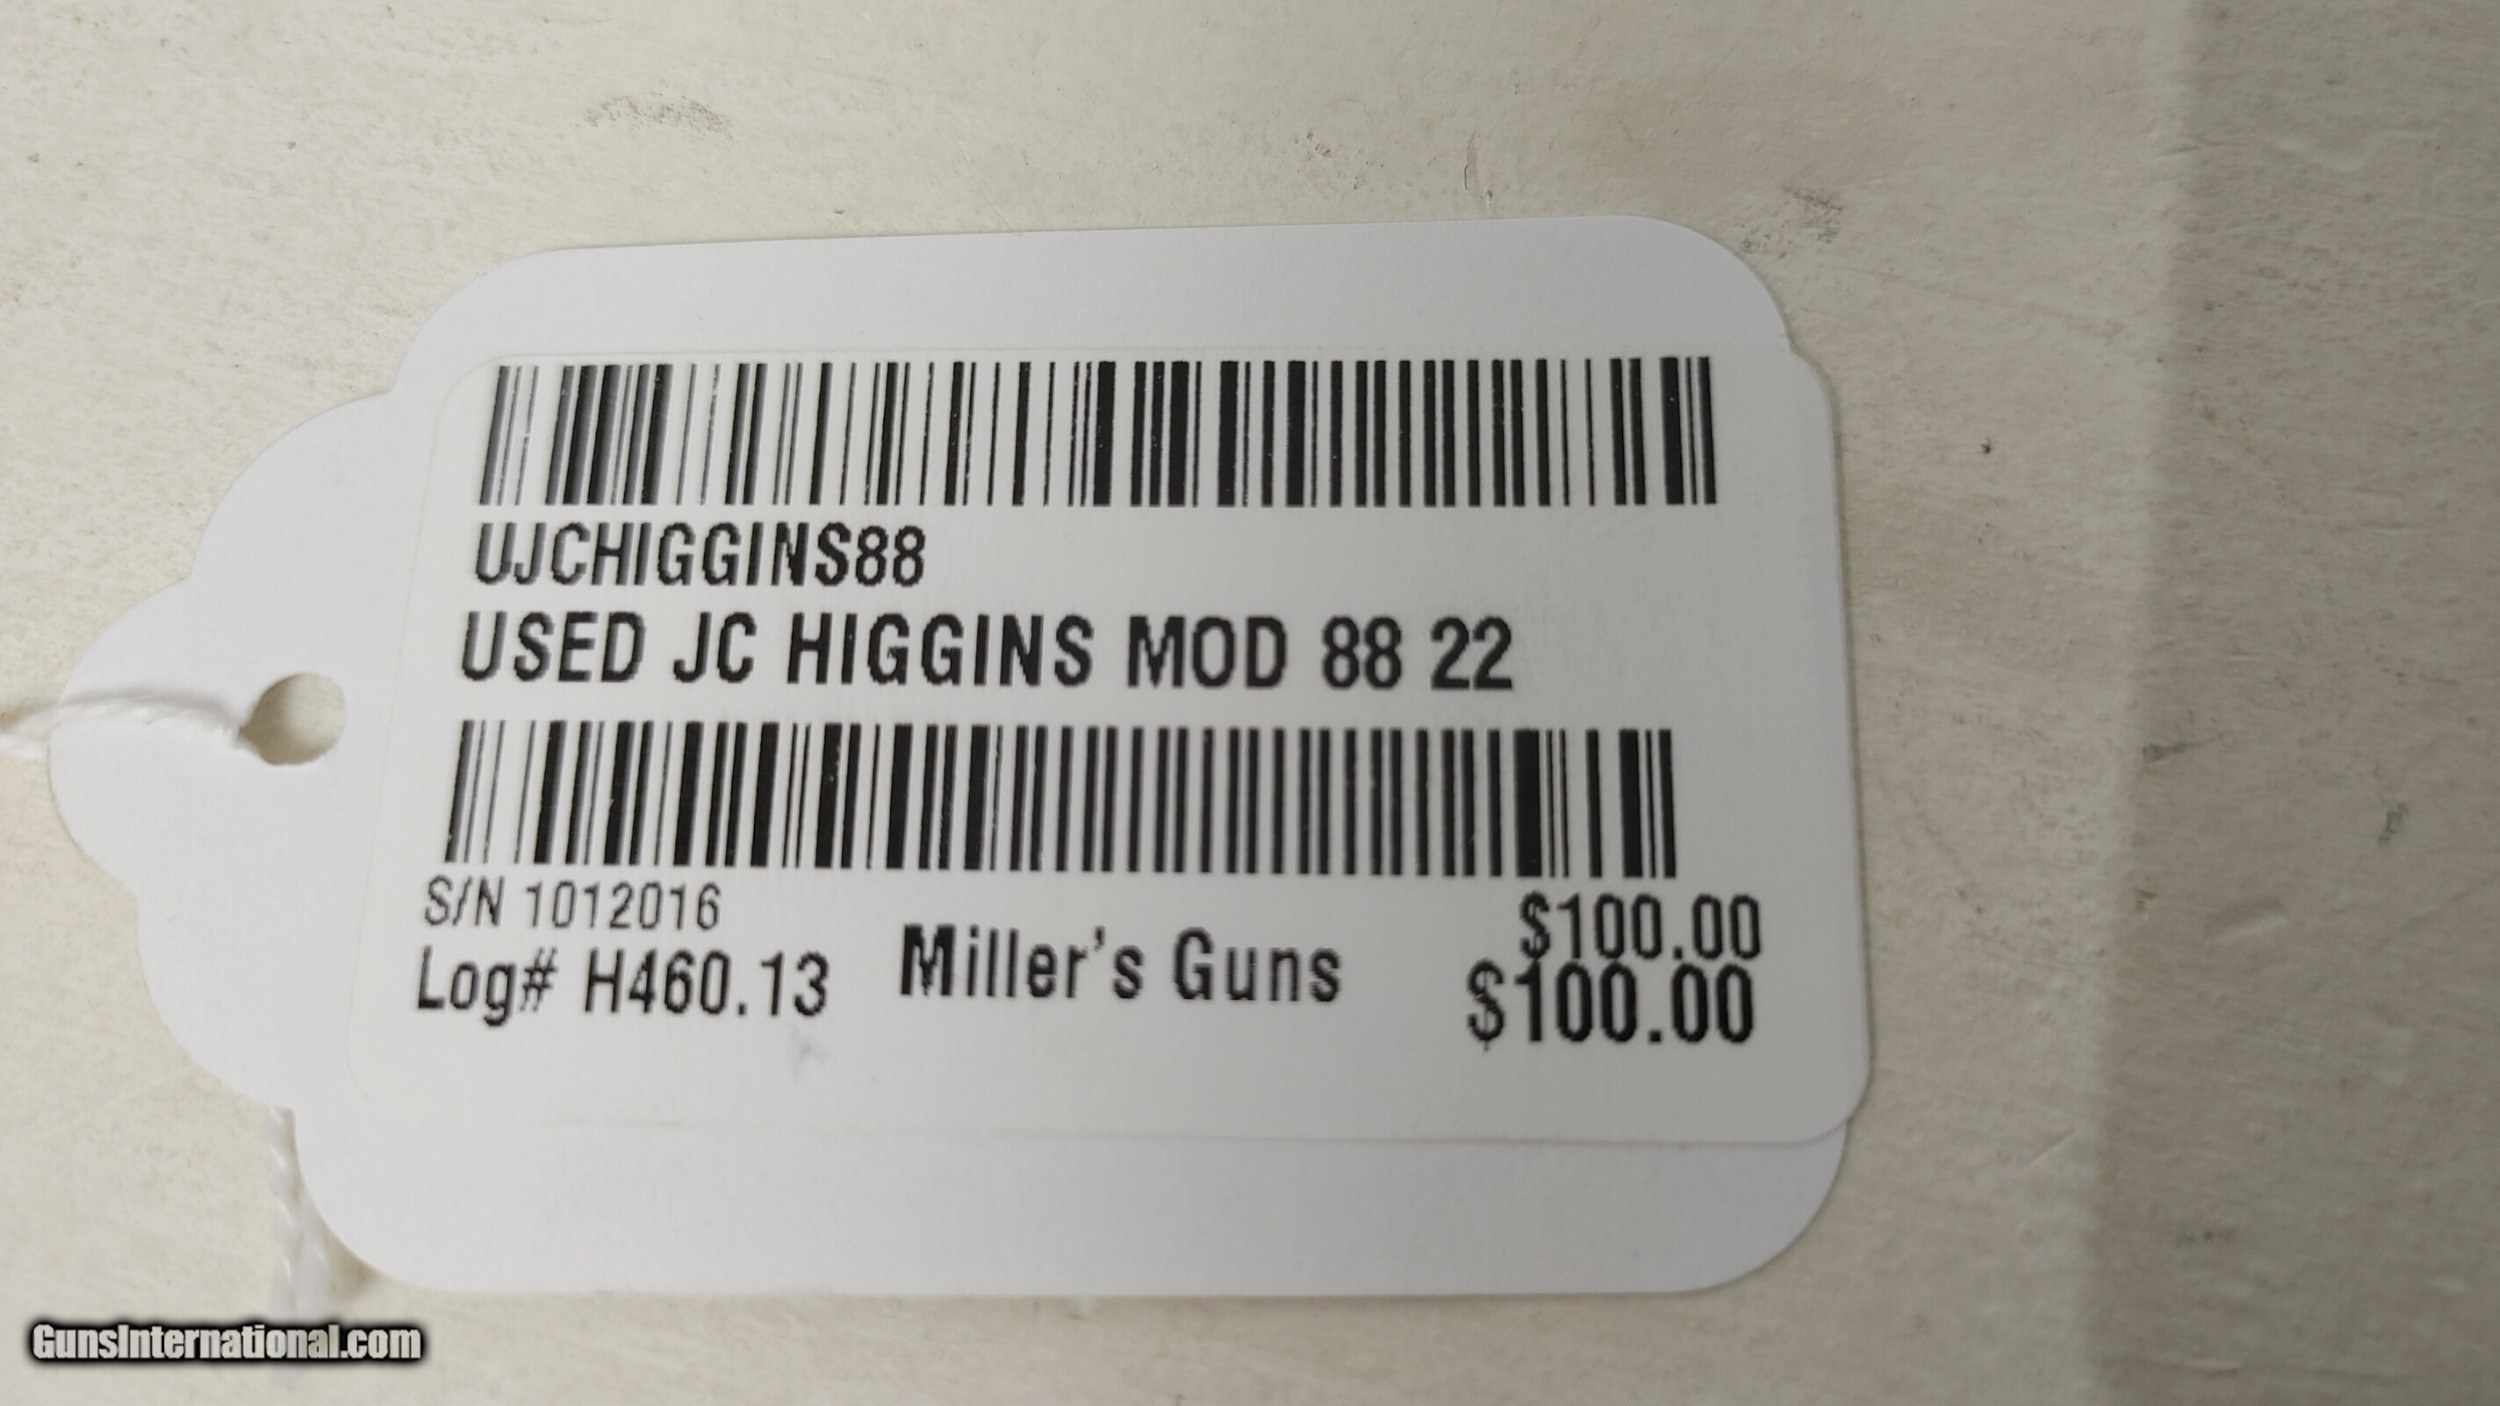 UJCHIGGINS88
USED JC HIGGINS MOD 88 22
S/N 1012016
$100.00
Log# H460.13
Miller's Guns
$100.00
GunsInternational.com